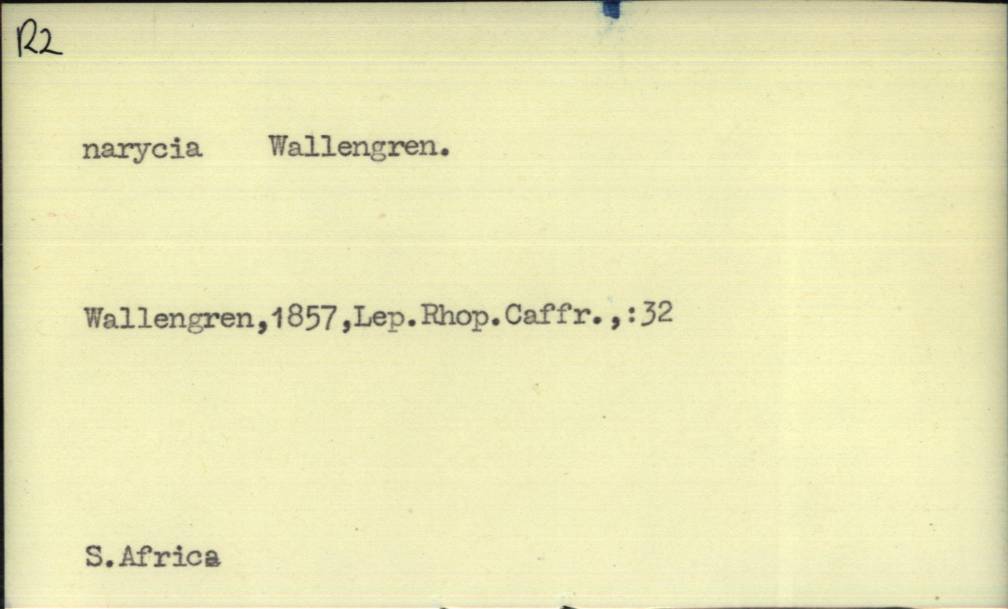 R2
narycia Wallengren.
Wallengren,1857,Lep.Rhop.Caffr.,:32
S.Africa